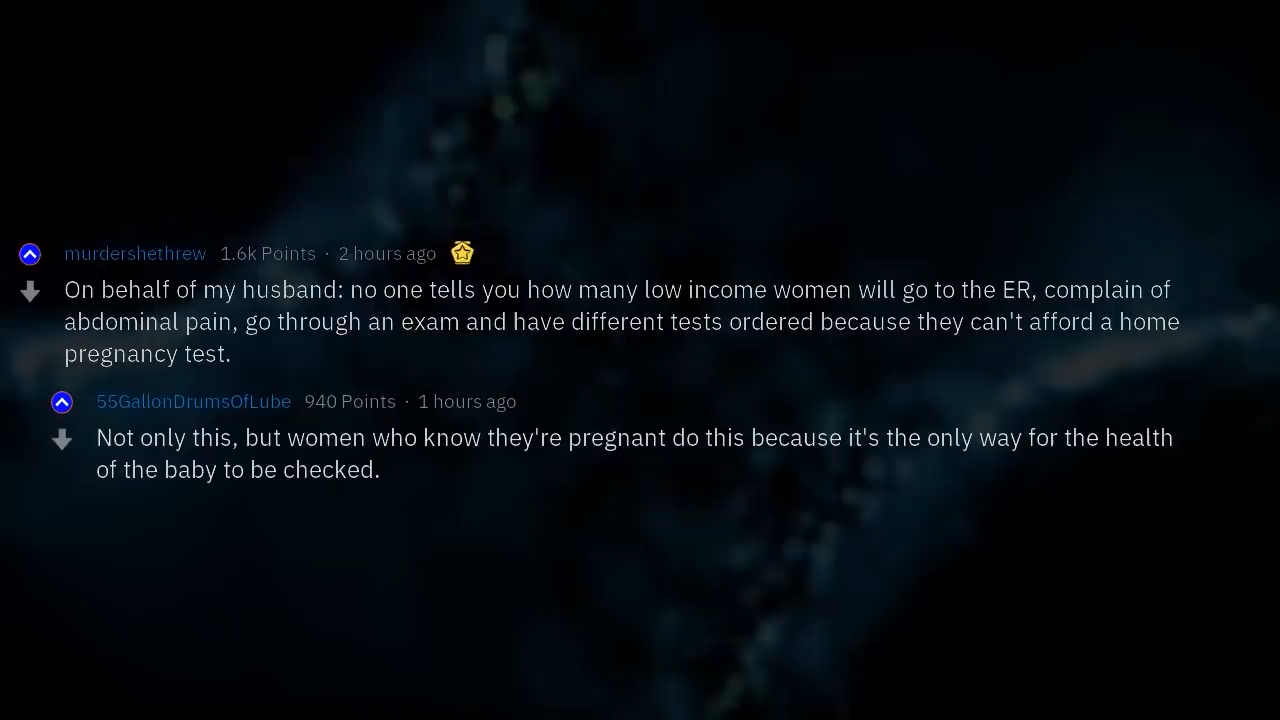 murdershethrew 1.6k Points · 2 hours ago
On behalf of my husband: no one tells you how many low income women will go to the ER, complain of
abdominal pain, go through an exam and have different tests ordered because they can't afford a home
pregnancy test.
55GallonDrumsOfLube 940 Points · 1 hours ago
Not only this, but women who know they're pregnant do this because it's the only way for the health
of the baby to be checked.